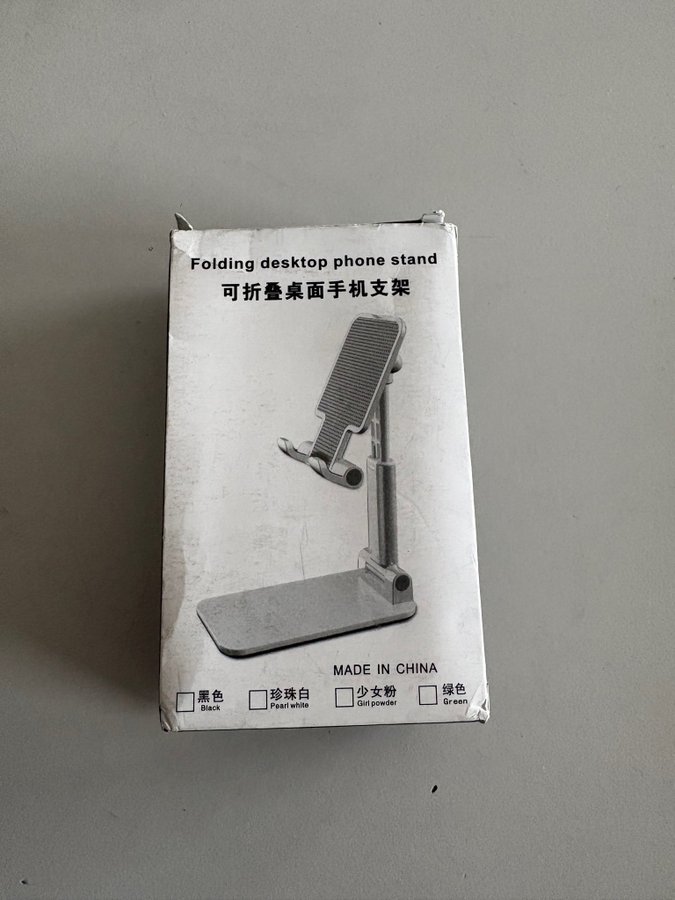 Folding desktop phone stand
可折叠桌面手机支架
MADE IN CHINA
黑色
Black
珍珠白
Pearl white
少女粉
Girl powder
绿色
Green